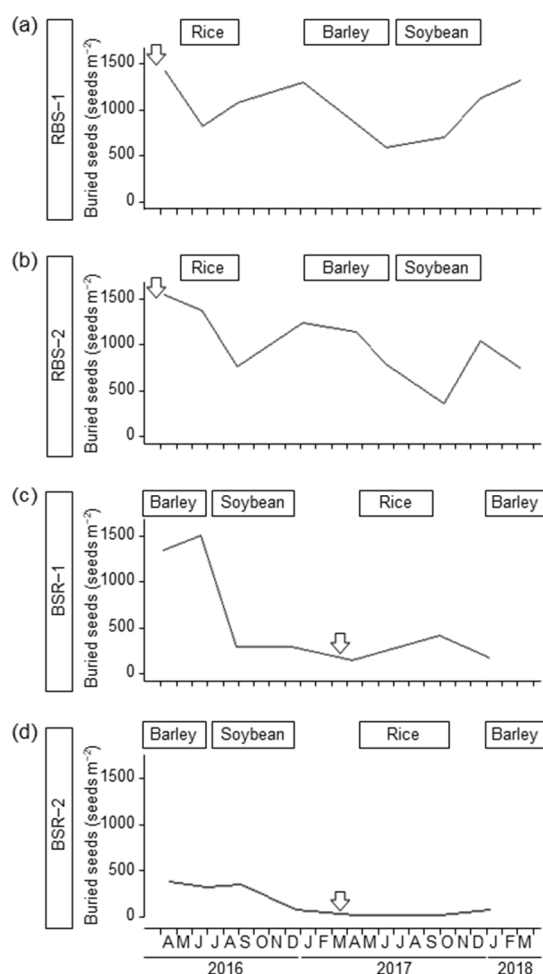 (a)
Rice Barley Soybean
RBS–1
Buried seeds (seeds m⁻²)
1500
1000
500
0
(b)
Rice Barley Soybean
RBS–2
Buried seeds (seeds m⁻²)
1500
1000
500
0
(c)
Barley Soybean Rice Barley
BSR–1
Buried seeds (seeds m⁻²)
1500
1000
500
0
(d)
Barley Soybean Rice Barley
BSR–2
Buried seeds (seeds m⁻²)
1500
1000
500
0
A M J J A S O N D J F M A M J J A S O N D J F M
2016 2017 2018